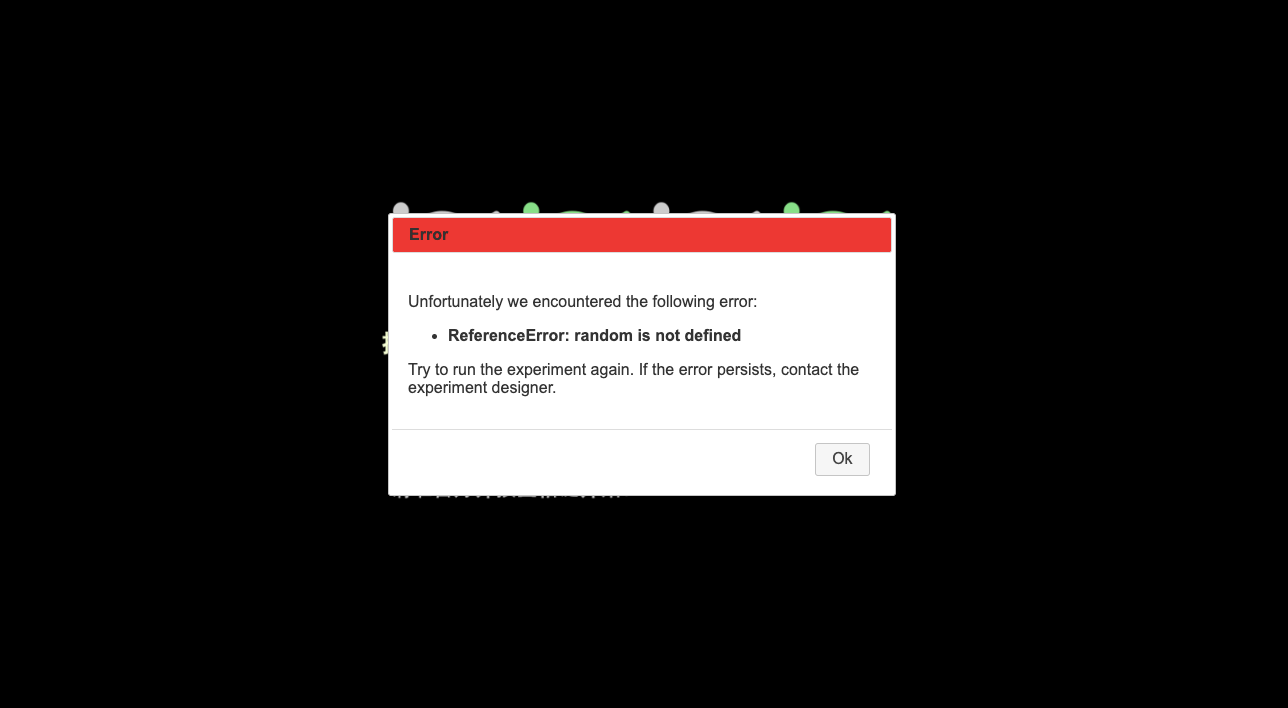 Error
Unfortunately we encountered the following error:
ReferenceError: random is not defined
Try to run the experiment again. If the error persists, contact the
experiment designer.
Ok